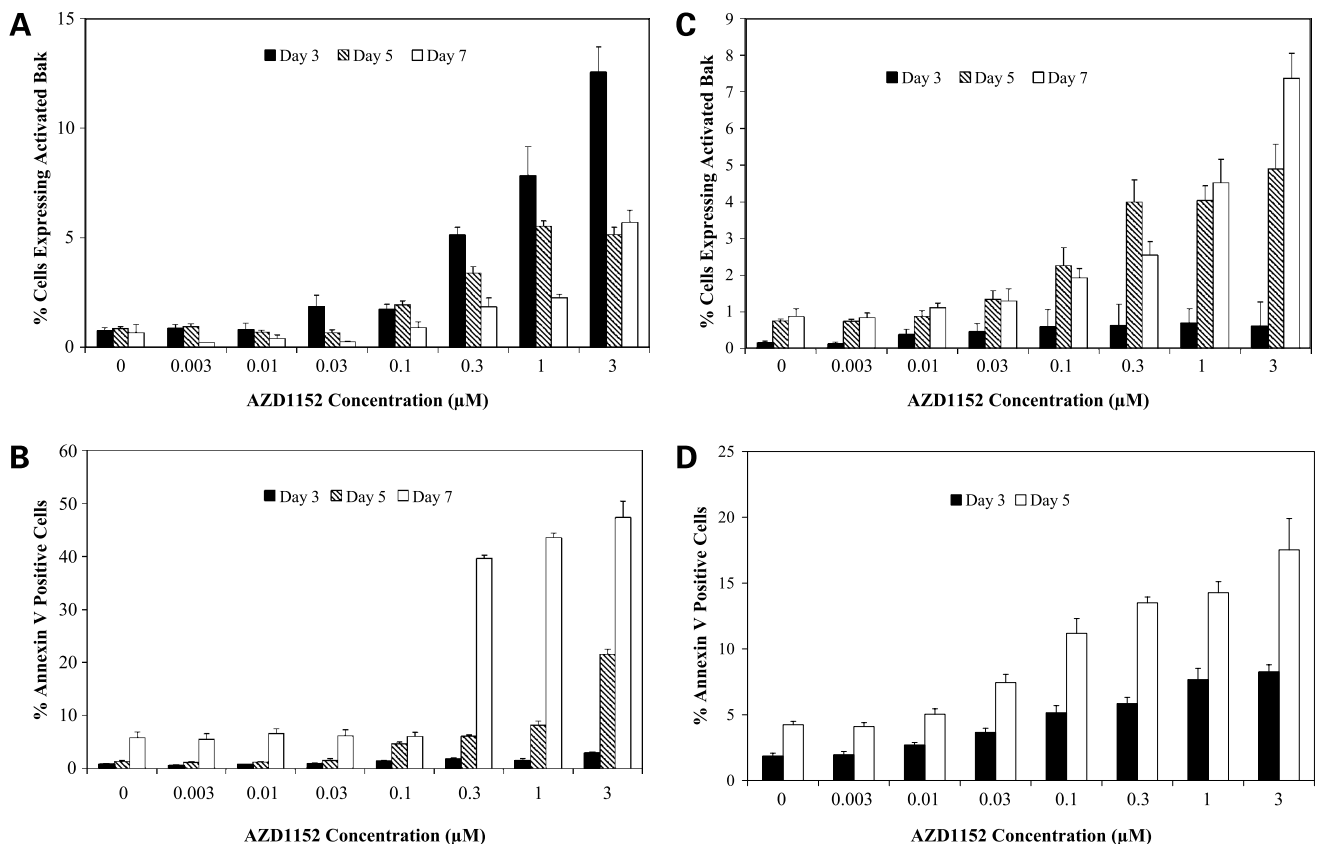 A
% Cells Expressing Activated Bak
15
10
5
0
Day 3 Day 5 Day 7
0 0.003 0.01 0.03 0.1 0.3 1 3
AZD1152 Concentration (µM)
C
% Cells Expressing Activated Bak
9
8
7
6
5
4
3
2
1
0
Day 3 Day 5 Day 7
0 0.003 0.01 0.03 0.1 0.3 1 3
AZD1152 Concentration (µM)
B
% Annexin V Positive Cells
60
50
40
30
20
10
0
Day 3 Day 5 Day 7
0 0.003 0.01 0.03 0.1 0.3 1 3
AZD1152 Concentration (µM)
D
% Annexin V Positive Cells
25
20
15
10
5
0
Day 3 Day 5
0 0.003 0.01 0.03 0.1 0.3 1 3
AZD1152 Concentration (µM)